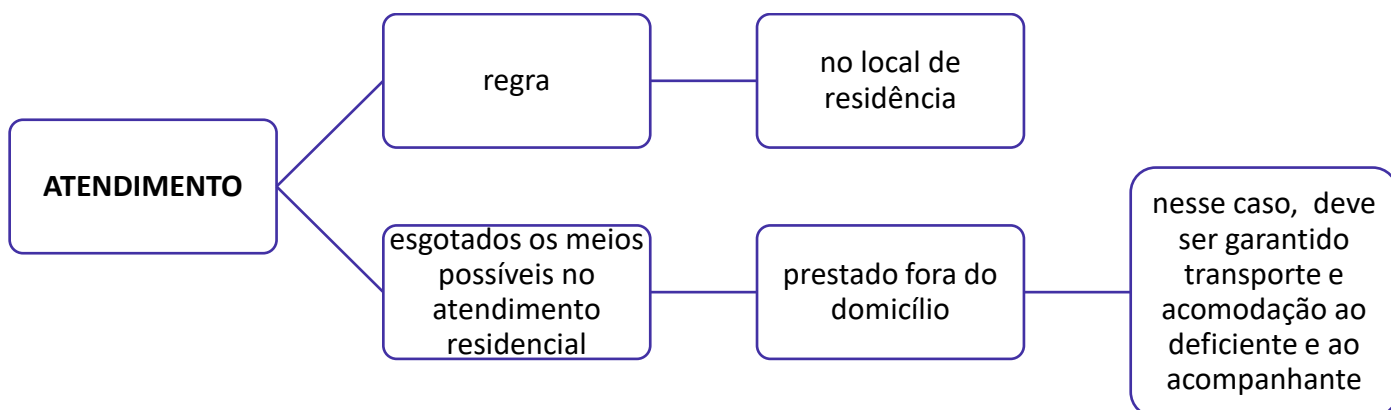 ATENDIMENTO
regra
no local de
residência
esgotados os meios
possíveis no
atendimento
residencial
prestado fora do
domicílio
nesse caso, deve
ser garantido
transporte e
acomodação ao
deficiente e ao
acompanhante